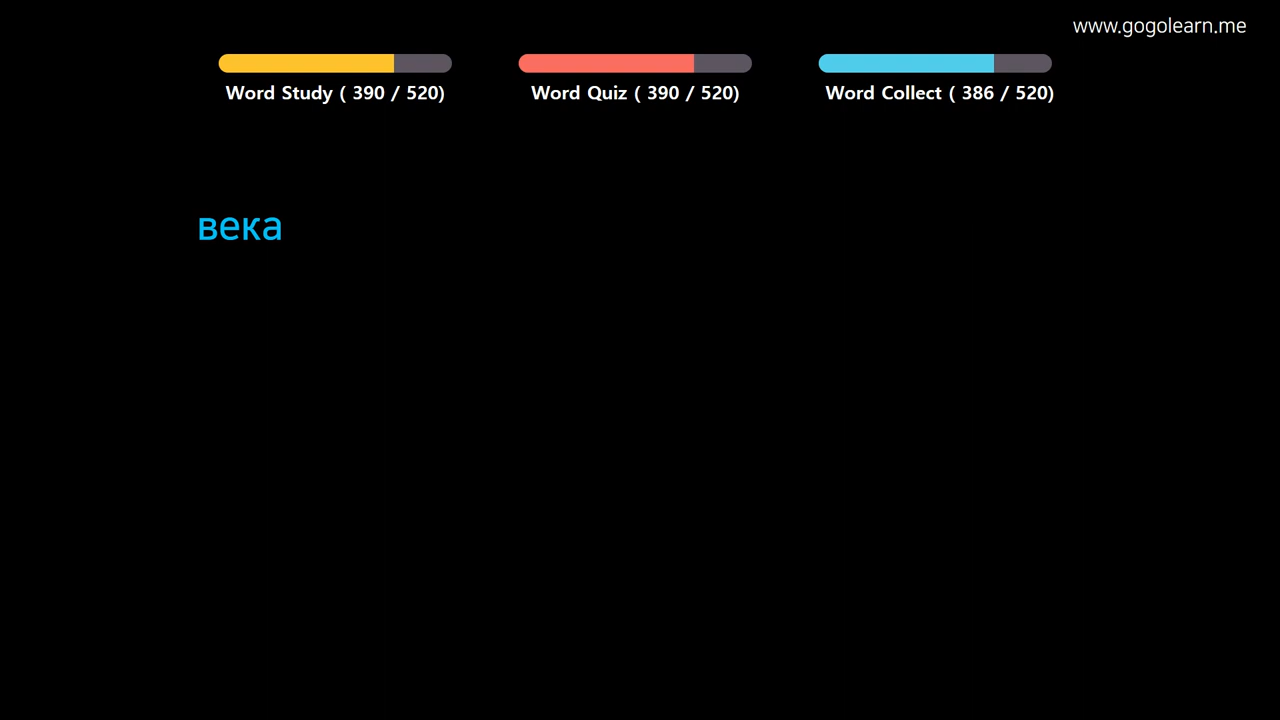 www.gogolearn.me
Word Study ( 390 / 520)
Word Quiz ( 390 / 520)
Word Collect ( 386 / 520)
века